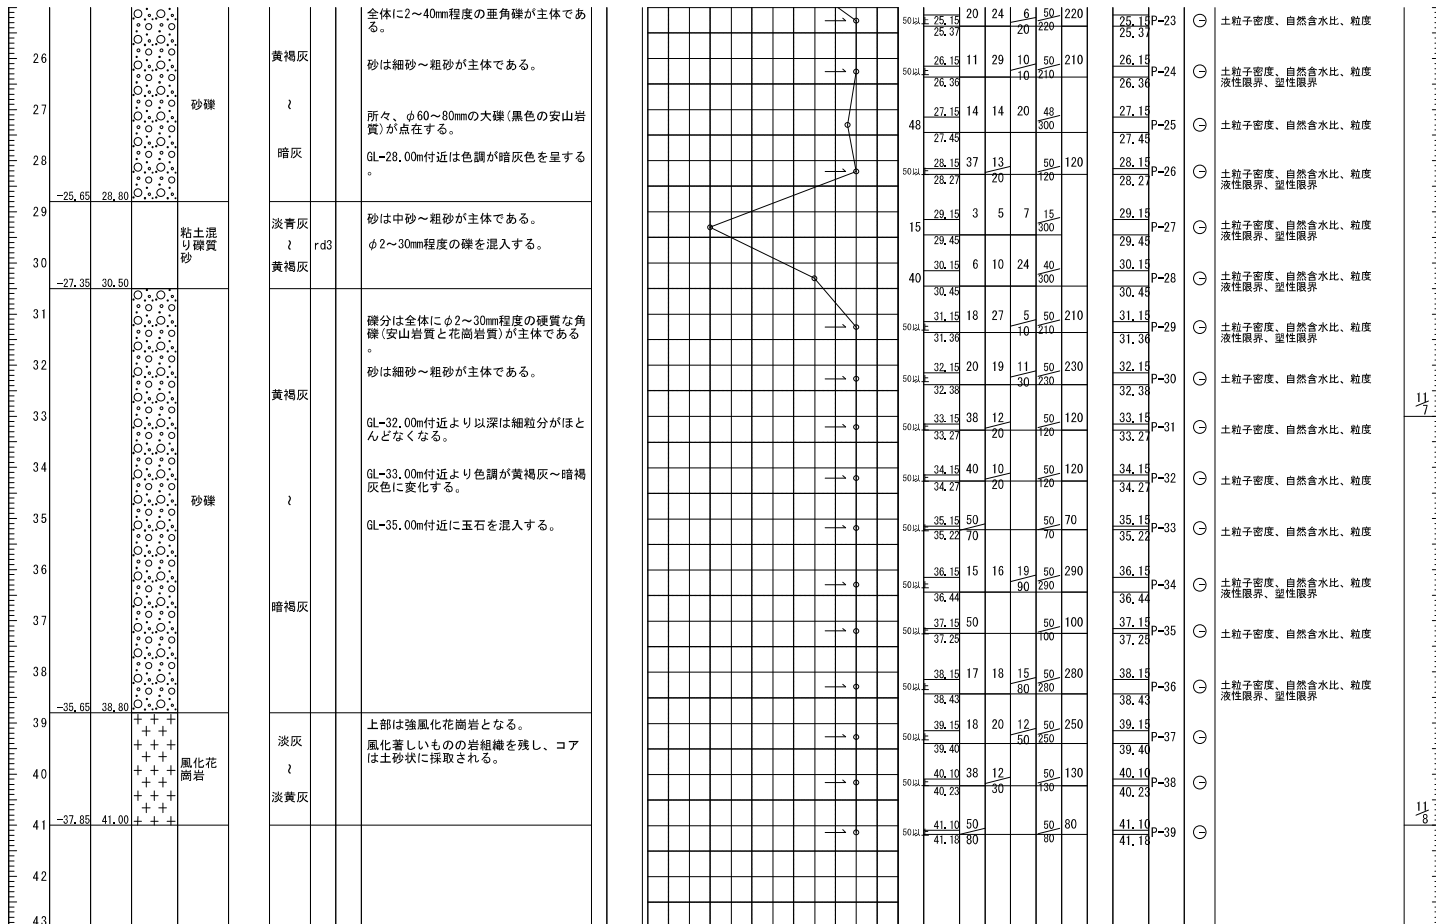 全体に2～40mm程度の亜角礫が主体であ
る。
黄褐灰
砂は細砂～粗砂が主体である。
砂礫
～
所々、φ60～80mmの大礫(黒色の安山岩
質)が点在する。
暗灰
GL-28.00m付近は色調が暗灰色を呈する
。
-25.65 28.80
粘土混
り礫質
砂
淡青灰
～
黄褐灰
rd3
砂は中砂～粗砂が主体である。
φ2～30mm程度の礫を混入する。
-27.35 30.50
砂礫
黄褐灰
～
暗褐灰
礫分は全体にφ2～30mm程度の硬質な角
礫(安山岩質と花崗岩質)が主体である
。
砂は細砂～粗砂が主体である。
GL-32.00m付近より以深は細粒分がほと
んどなくなる。
GL-33.00m付近より色調が黄褐灰～暗褐
灰色に変化する。
GL-35.00m付近に玉石を混入する。
-35.65 38.80
風化花
崗岩
淡灰
～
淡黄灰
上部は強風化花崗岩となる。
風化著しいものの岩組織を残し、コア
は土砂状に採取される。
-37.85 41.00
26
27
28
29
30
31
32
33
34
35
36
37
38
39
40
41
42
43
50以上 25.15 20 24 6 50 220 25.15 P-23 土粒子密度、自然含水比、粒度
25.37 20 220 25.37
50以上 26.15 11 29 10 50 210 26.15 P-24 土粒子密度、自然含水比、粒度
26.36 10 210 26.36 液性限界、塑性限界
48 27.15 14 14 20 48 27.15 P-25 土粒子密度、自然含水比、粒度
27.45 300 27.45
50以上 28.15 37 13 50 120 28.15 P-26 土粒子密度、自然含水比、粒度
28.27 20 120 28.27 液性限界、塑性限界
15 29.15 3 5 7 15 29.15 P-27 土粒子密度、自然含水比、粒度
29.45 300 29.45 液性限界、塑性限界
40 30.15 6 10 24 40 30.15 P-28 土粒子密度、自然含水比、粒度
30.45 300 30.45 液性限界、塑性限界
50以上 31.15 18 27 5 50 210 31.15 P-29 土粒子密度、自然含水比、粒度
31.36 10 210 31.36 液性限界、塑性限界
50以上 32.15 20 19 11 50 230 32.15 P-30 土粒子密度、自然含水比、粒度
32.38 30 230 32.38
50以上 33.15 38 12 50 120 33.15 P-31 土粒子密度、自然含水比、粒度
33.27 20 120 33.27
50以上 34.15 40 10 50 120 34.15 P-32 土粒子密度、自然含水比、粒度
34.27 20 120 34.27
50以上 35.15 50 50 70 35.15 P-33 土粒子密度、自然含水比、粒度
35.22 70 70 35.22
50以上 36.15 15 16 19 50 290 36.15 P-34 土粒子密度、自然含水比、粒度
36.44 90 290 36.44 液性限界、塑性限界
50以上 37.15 50 50 100 37.15 P-35 土粒子密度、自然含水比、粒度
37.25 100 37.25
50以上 38.15 17 18 15 50 280 38.15 P-36 土粒子密度、自然含水比、粒度
38.43 80 280 38.43 液性限界、塑性限界
50以上 39.15 18 20 12 50 250 39.15 P-37
39.40 50 250 39.40
50以上 40.10 38 12 50 130 40.10 P-38
40.23 30 130 40.23
50以上 41.10 50 50 80 41.10 P-39
41.18 80 80 41.18
11/7
11/8